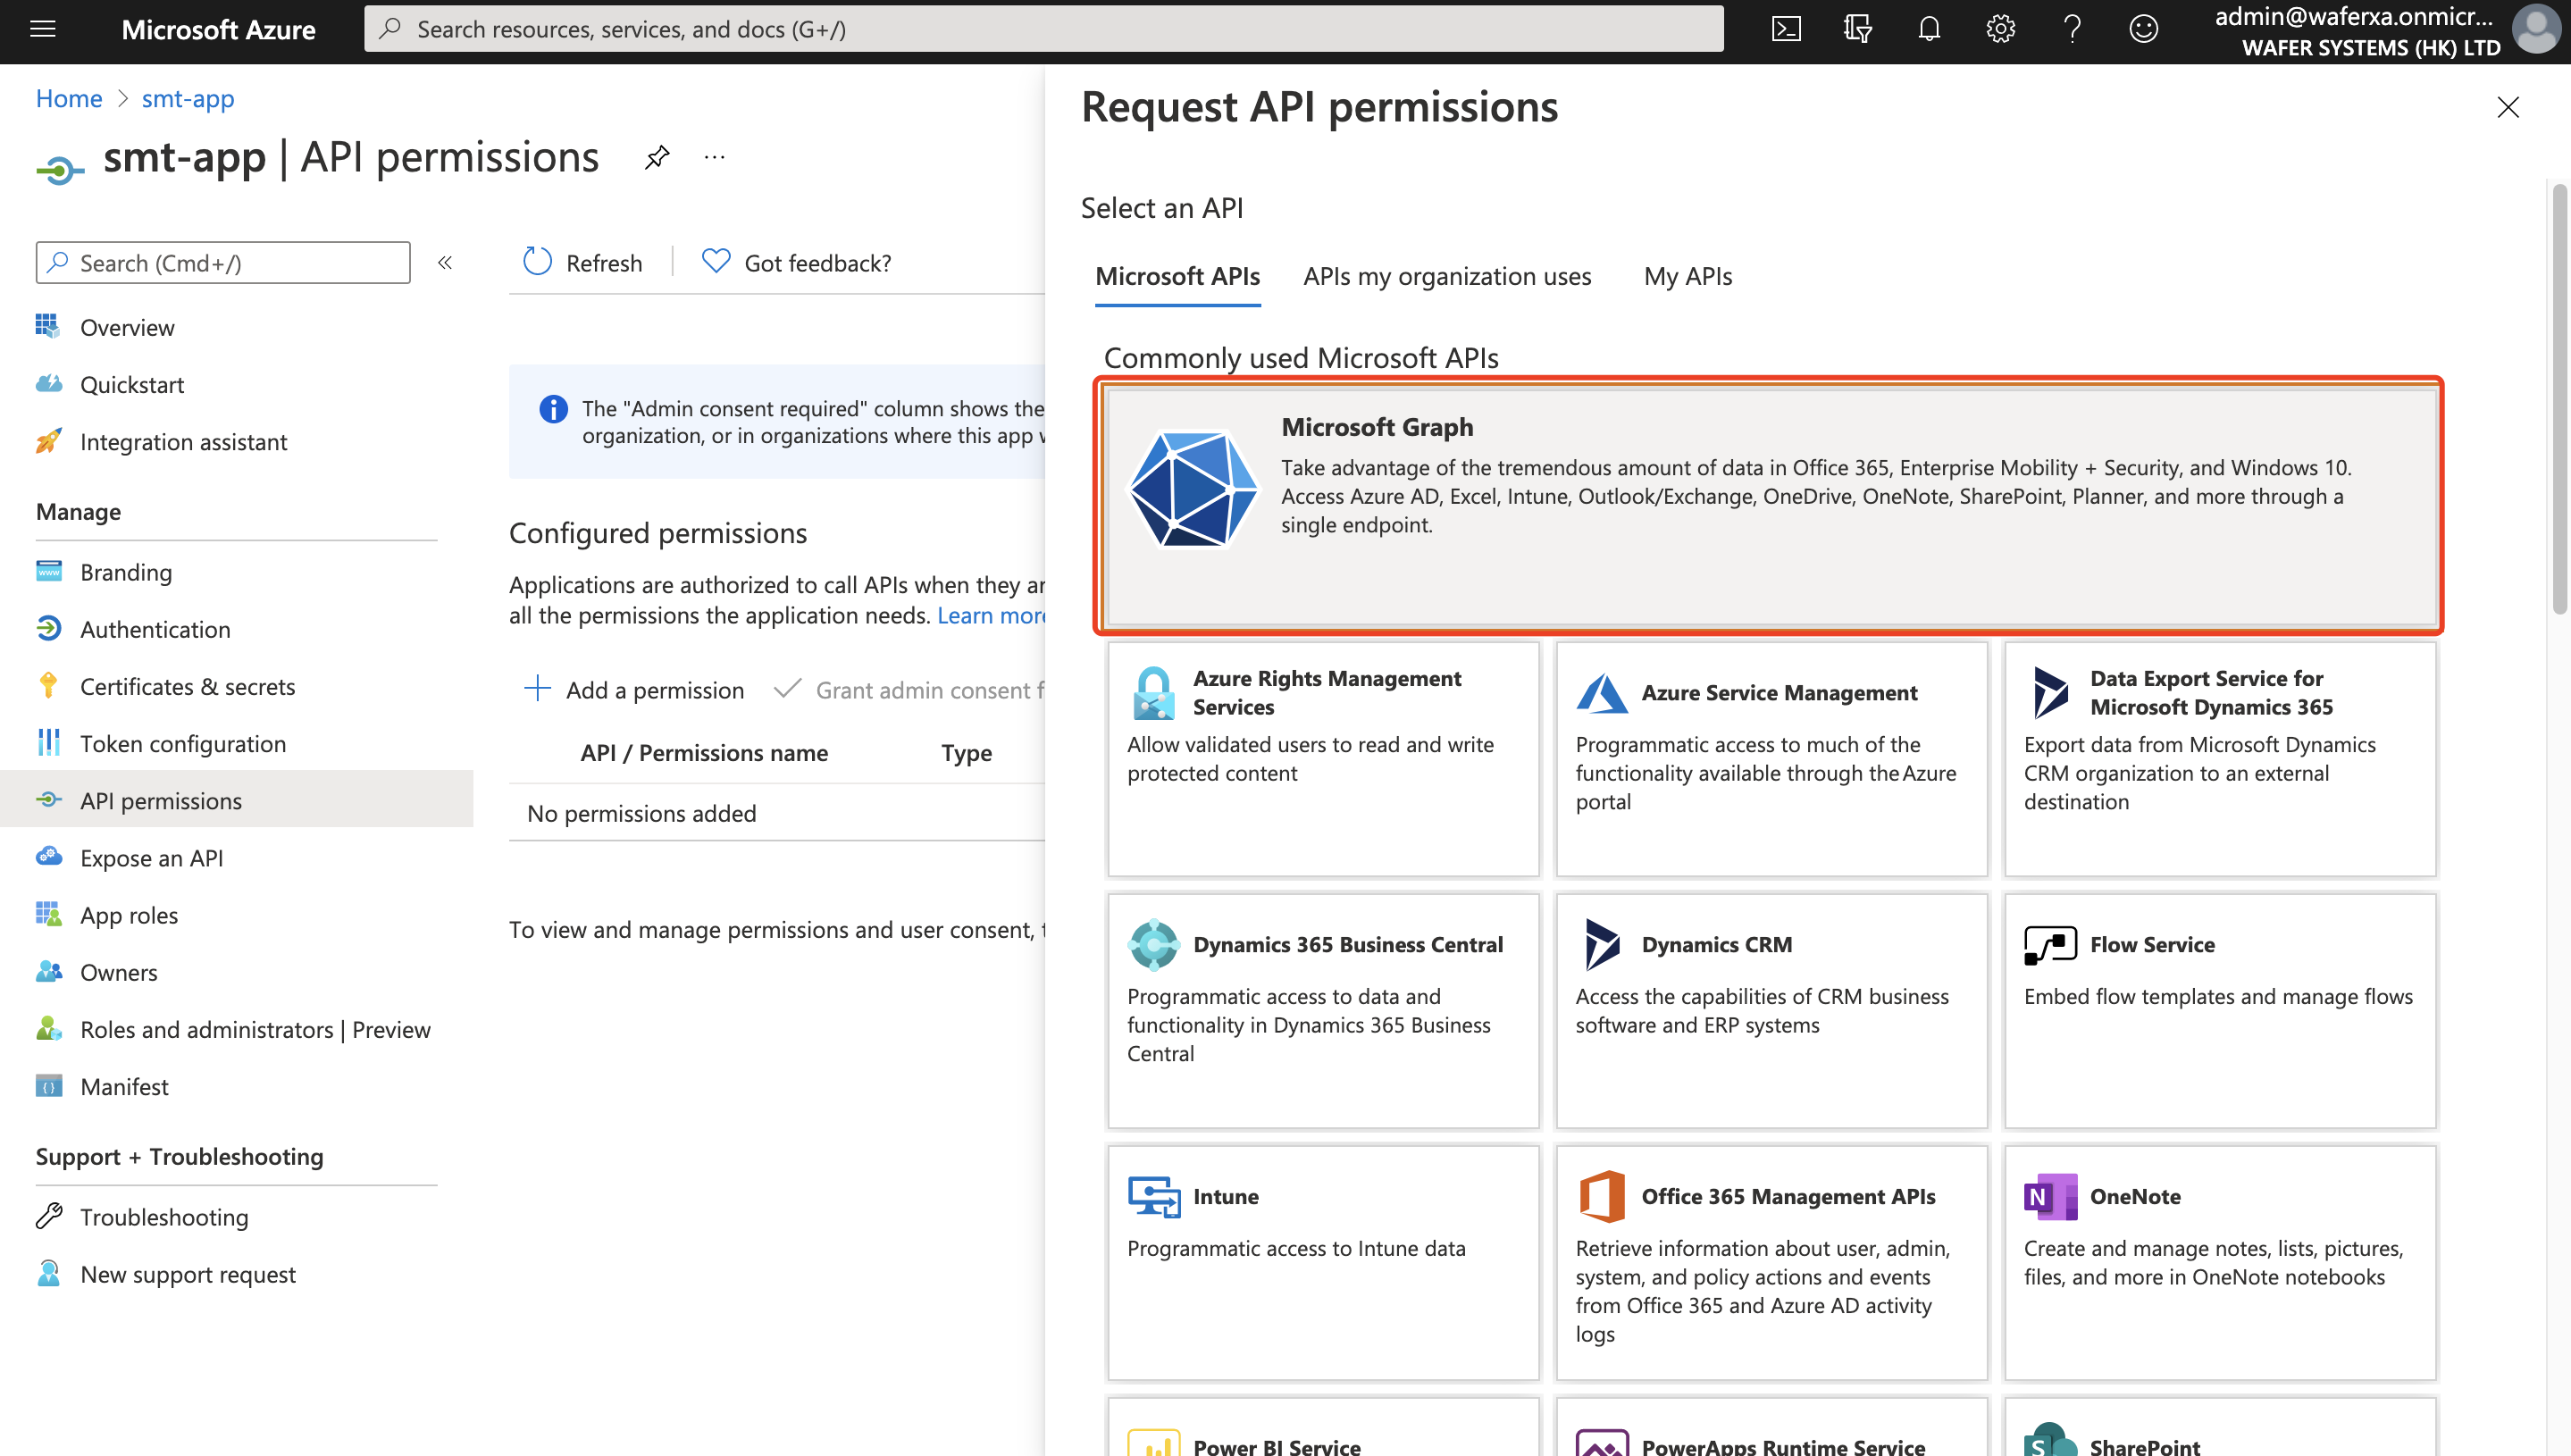 Microsoft Azure
Search resources, services, and docs (G+/)
admin@waferxa.onmicr...
WAFER SYSTEMS (HK) LTD
Home > smt-app
smt-app | API permissions
...
Search (Cmd+/)
Overview
Quickstart
Integration assistant
Manage
Branding
Authentication
Certificates & secrets
Token configuration
API permissions
Expose an API
App roles
Owners
Roles and administrators | Preview
Manifest
Support + Troubleshooting
Troubleshooting
New support request
Refresh
Got feedback?
The "Admin consent required" column shows the
organization, or in organizations where this app
Configured permissions
Applications are authorized to call APIs when they
all the permissions the application needs. Learn more
Add a permission
Grant admin consent
API / Permissions name
Type
No permissions added
To view and manage permissions and user consent,
Request API permissions
Select an API
Microsoft APIs
APIs my organization uses
My APIs
Commonly used Microsoft APIs
Microsoft Graph
Take advantage of the tremendous amount of data in Office 365, Enterprise Mobility + Security, and Windows 10.
Access Azure AD, Excel, Intune, Outlook/Exchange, OneDrive, OneNote, SharePoint, Planner, and more through a
single endpoint.
Azure Rights Management
Services
Allow validated users to read and write
protected content
Azure Service Management
Programmatic access to much of the
functionality available through the Azure
portal
Data Export Service for
Microsoft Dynamics 365
Export data from Microsoft Dynamics
CRM organization to an external
destination
Dynamics 365 Business Central
Programmatic access to data and
functionality in Dynamics 365 Business
Central
Dynamics CRM
Access the capabilities of CRM business
software and ERP systems
Flow Service
Embed flow templates and manage flows
Intune
Programmatic access to Intune data
Office 365 Management APIs
Retrieve information about user, admin,
system, and policy actions and events
from Office 365 and Azure AD activity
logs
OneNote
Create and manage notes, lists, pictures,
files, and more in OneNote notebooks
Power BI Service
PowerApps Runtime Service
SharePoint